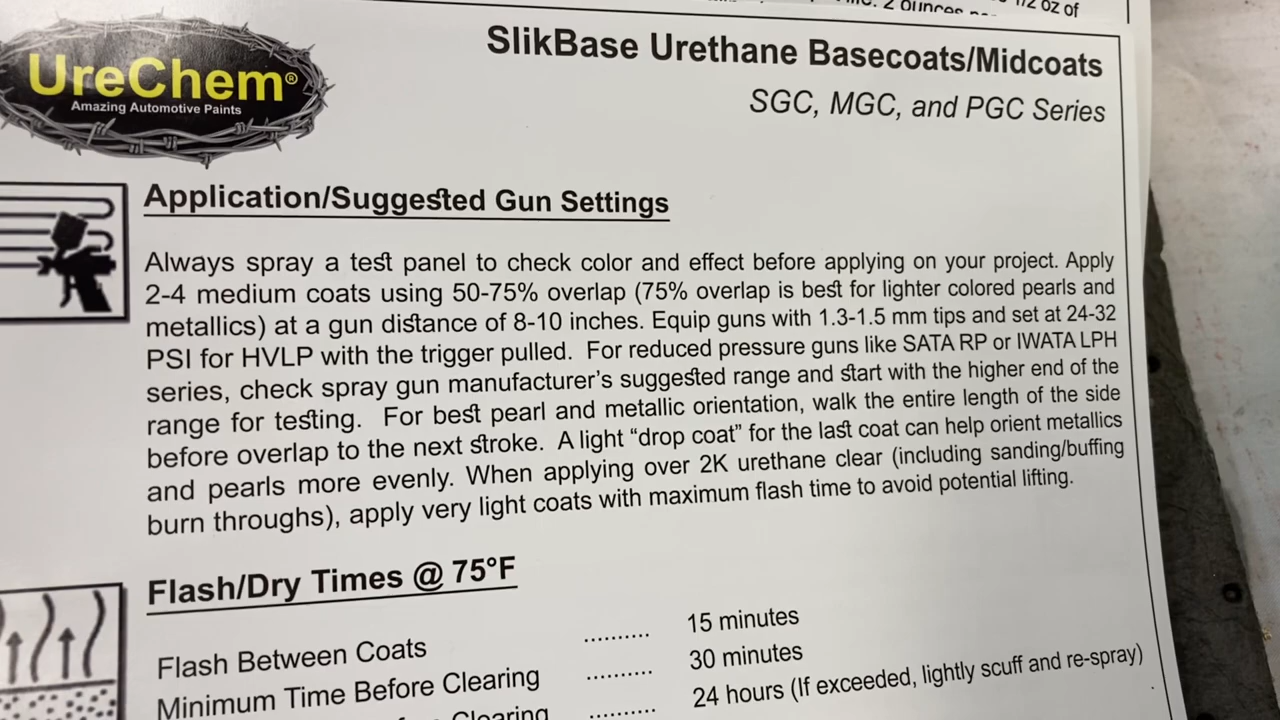 2 ounces
1/2 oz of
UreChem®
Amazing Automotive Paints
SlikBase Urethane Basecoats/Midcoats
SGC, MGC, and PGC Series
Application/Suggested Gun Settings
Always spray a test panel to check color and effect before applying on your project. Apply
2-4 medium coats using 50-75% overlap (75% overlap is best for lighter colored pearls and
metallics) at a gun distance of 8-10 inches. Equip guns with 1.3-1.5 mm tips and set at 24-32
PSI for HVLP with the trigger pulled. For reduced pressure guns like SATA RP or IWATA LPH
series, check spray gun manufacturer's suggested range and start with the higher end of the
range for testing. For best pearl and metallic orientation, walk the entire length of the side
before overlap to the next stroke. A light “drop coat” for the last coat can help orient metallics
and pearls more evenly. When applying over 2K urethane clear (including sanding/buffing
burn throughs), apply very light coats with maximum flash time to avoid potential lifting.
Flash/Dry Times @ 75°F
Flash Between Coats .......... 15 minutes
Minimum Time Before Clearing .......... 30 minutes
Clearing .......... 24 hours (If exceeded, lightly scuff and re-spray)